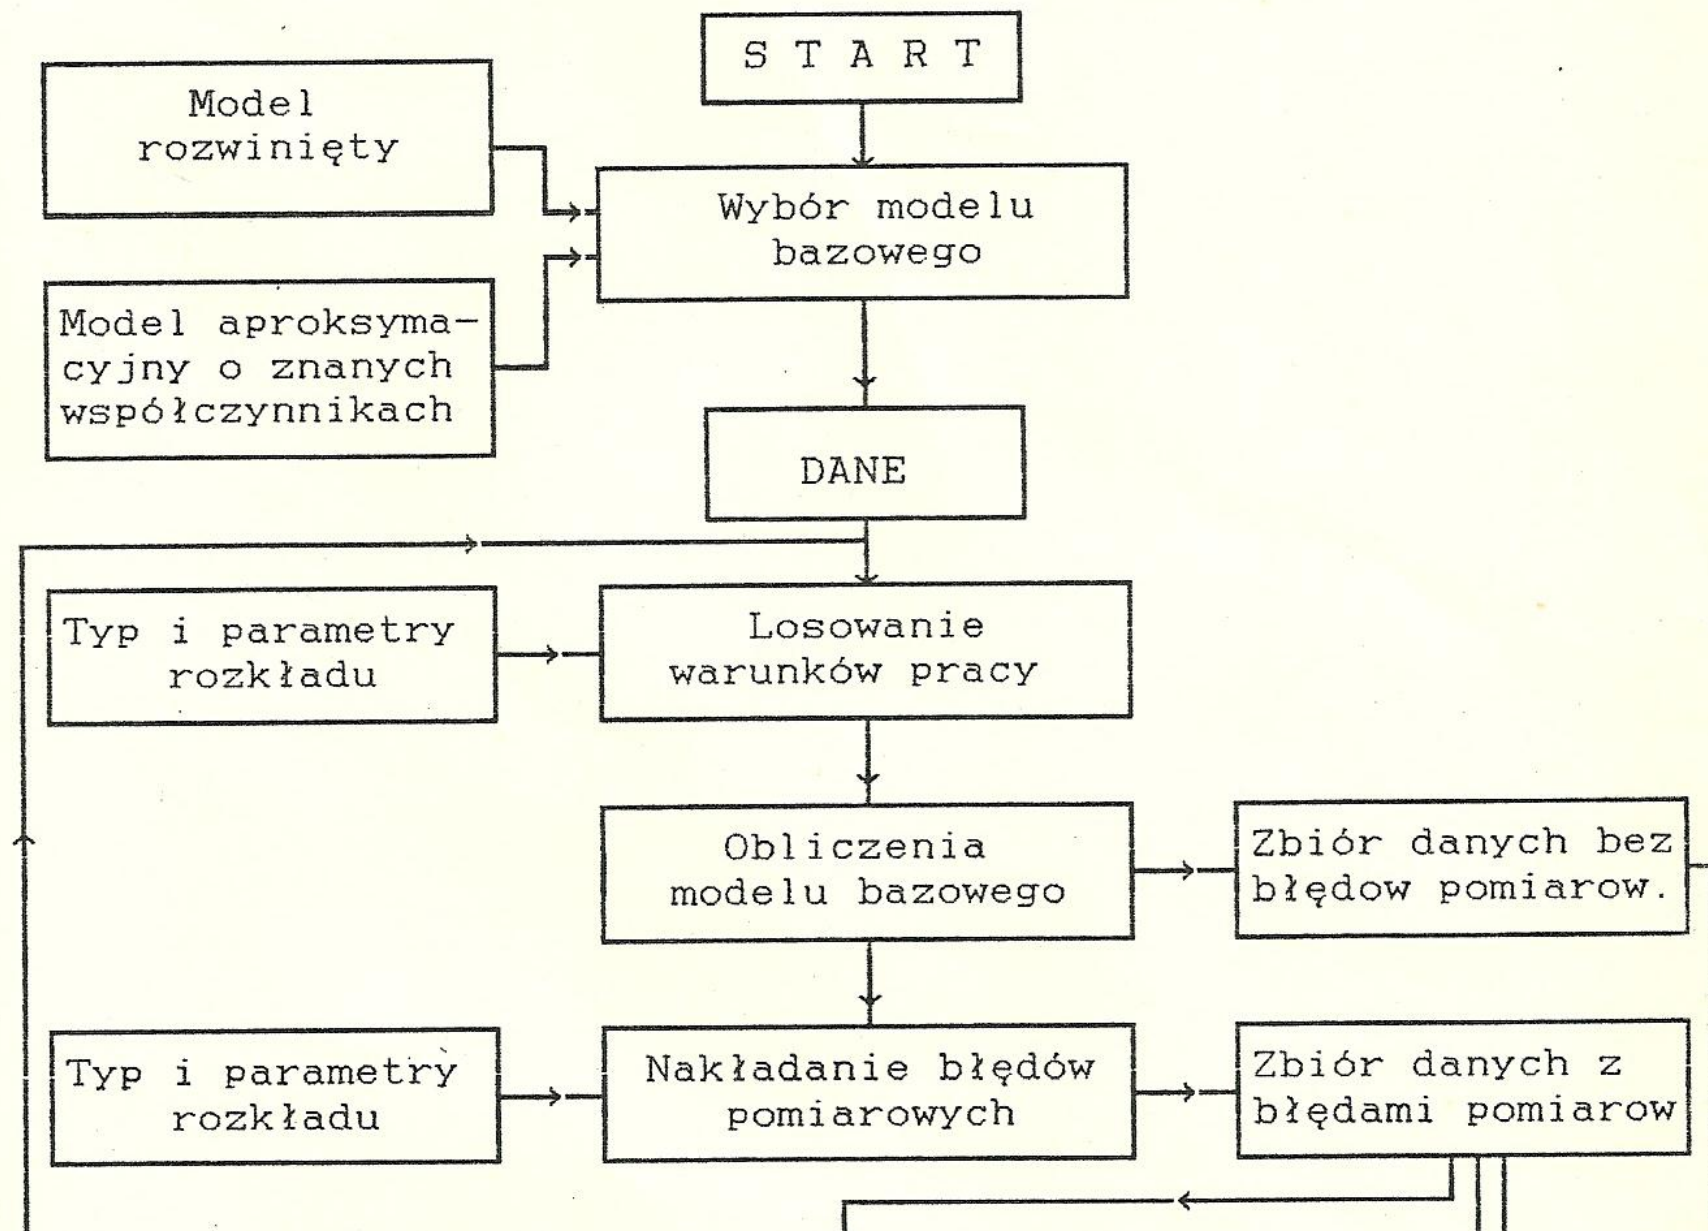 S T A R T
Model
rozwinięty
Wybór modelu
bazowego
Model aproksyma-
cyjny o znanych
współczynnikach
DANE
Typ i parametry
rozkładu
Losowanie
warunków pracy
Obliczenia
modelu bazowego
Zbiór danych bez
błędow pomiarow.
Typ i parametry
rozkładu
Nakładanie błędów
pomiarowych
Zbiór danych z
błędami pomiarow